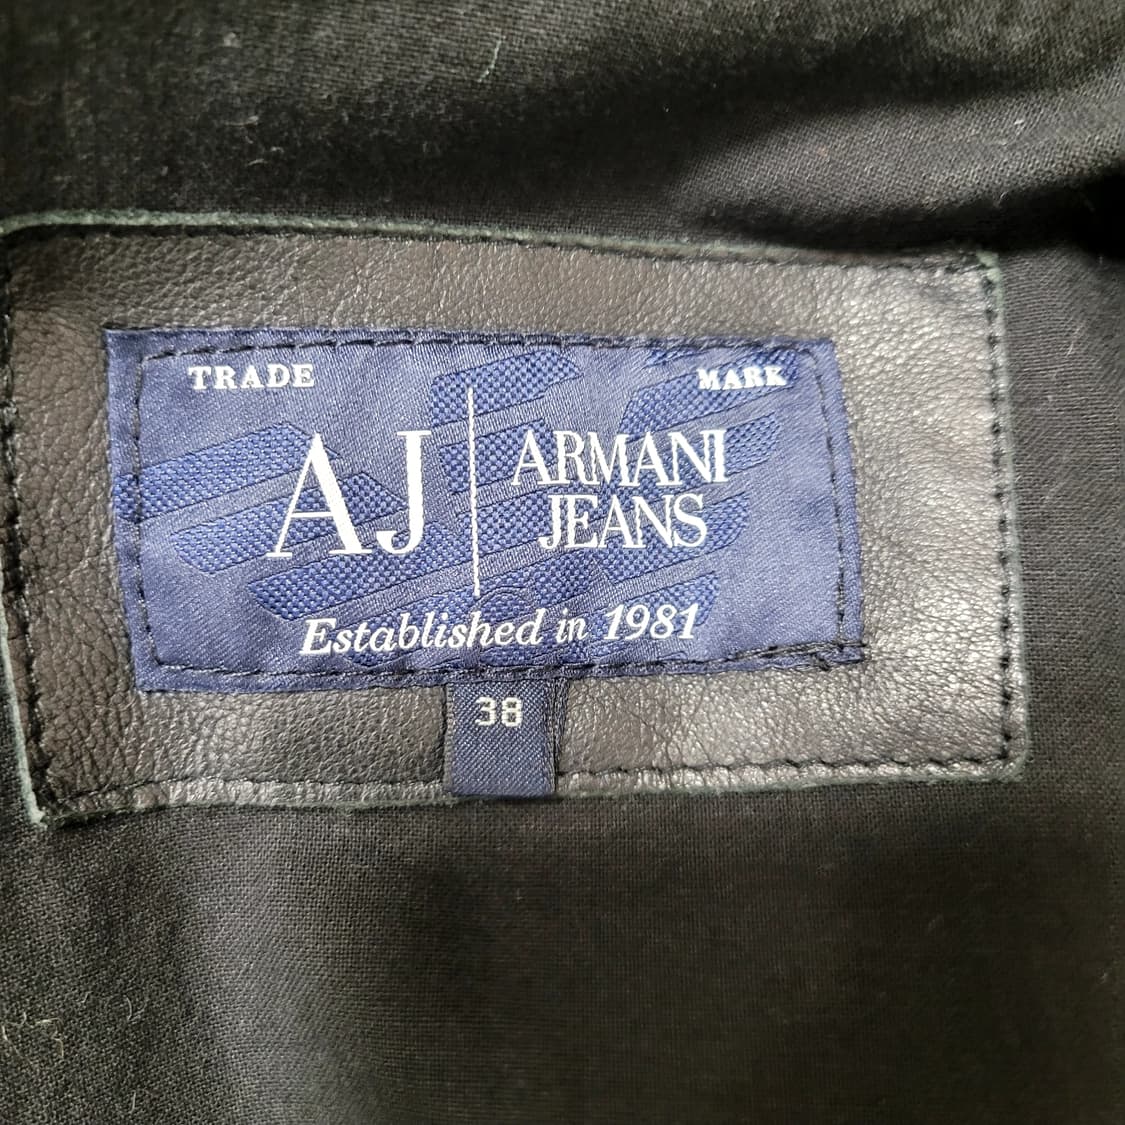 TRADE MARK
AJ
ARMANI
JEANS
Established in 1981
38